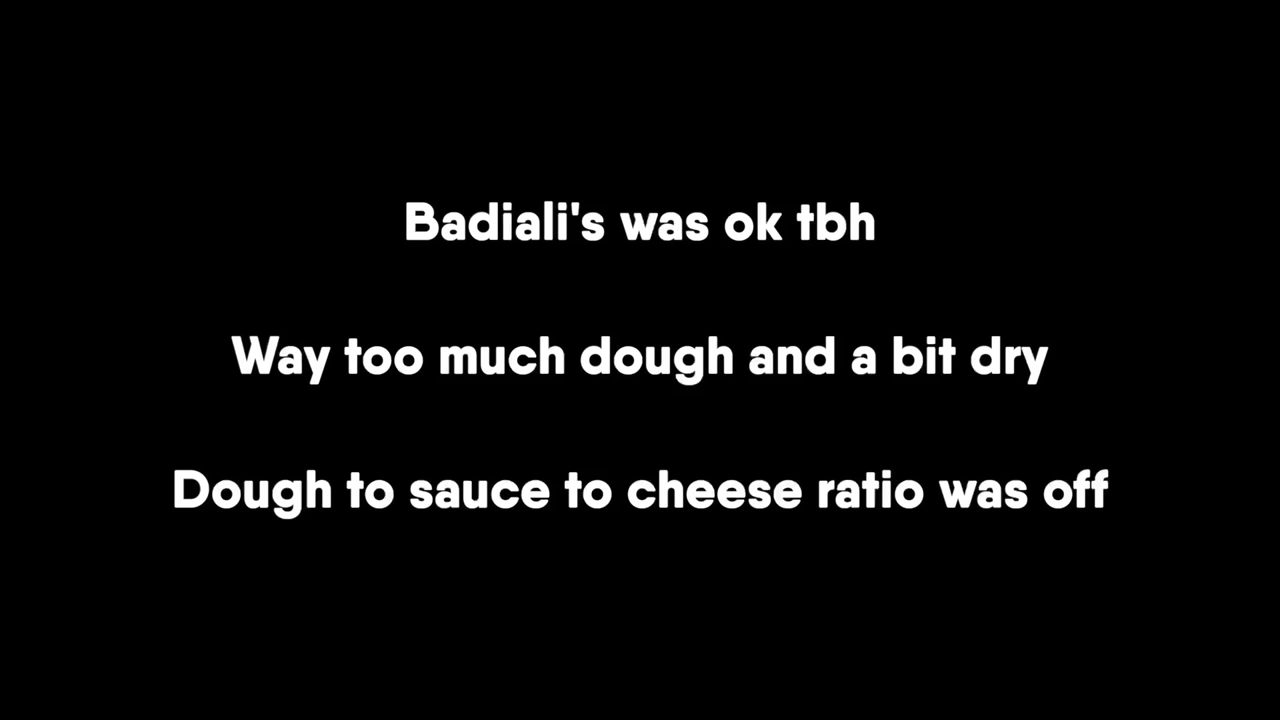 Badiali's was ok tbh
Way too much dough and a bit dry
Dough to sauce to cheese ratio was off